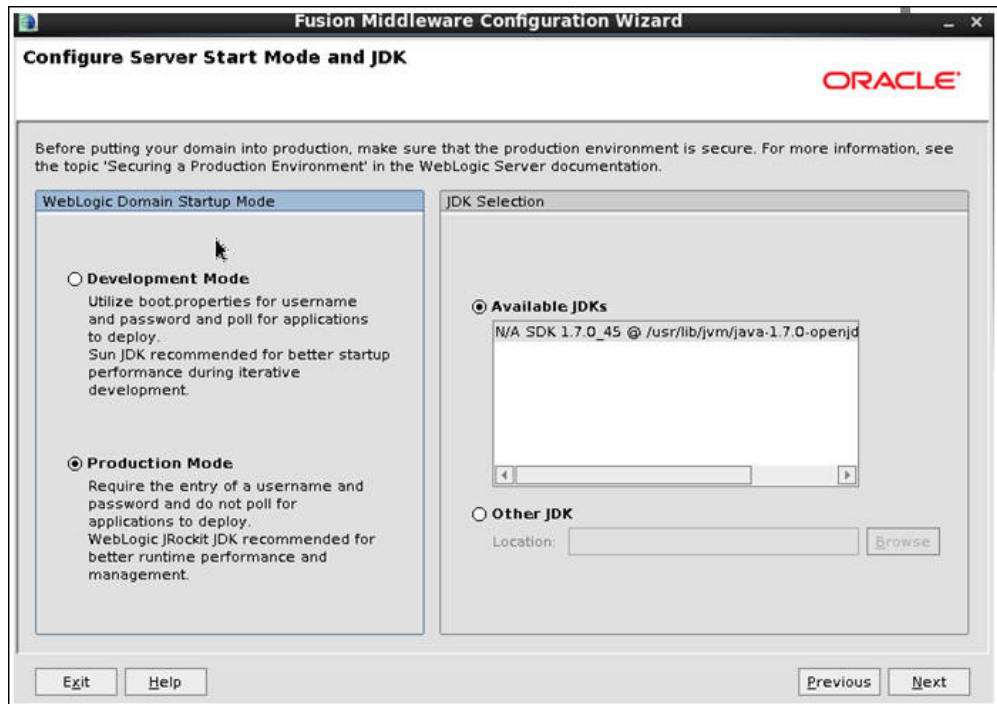 Fusion Middleware Configuration Wizard
Configure Server Start Mode and JDK
ORACLE
Before putting your domain into production, make sure that the production environment is secure. For more information, see
the topic 'Securing a Production Environment' in the WebLogic Server documentation.
WebLogic Domain Startup Mode
Development Mode
Utilize boot.properties for username
and password and poll for applications
to deploy.
Sun JDK recommended for better startup
performance during iterative
development.
Production Mode
Require the entry of a username and
password and do not poll for
applications to deploy.
WebLogic JRockit JDK recommended for
better runtime performance and
management.
JDK Selection
Available JDKs
N/A SDK 1.7.0_45 @ /usr/lib/jvm/java-1.7.0-openjd
Other JDK
Location:
Browse
Exit
Help
Previous
Next